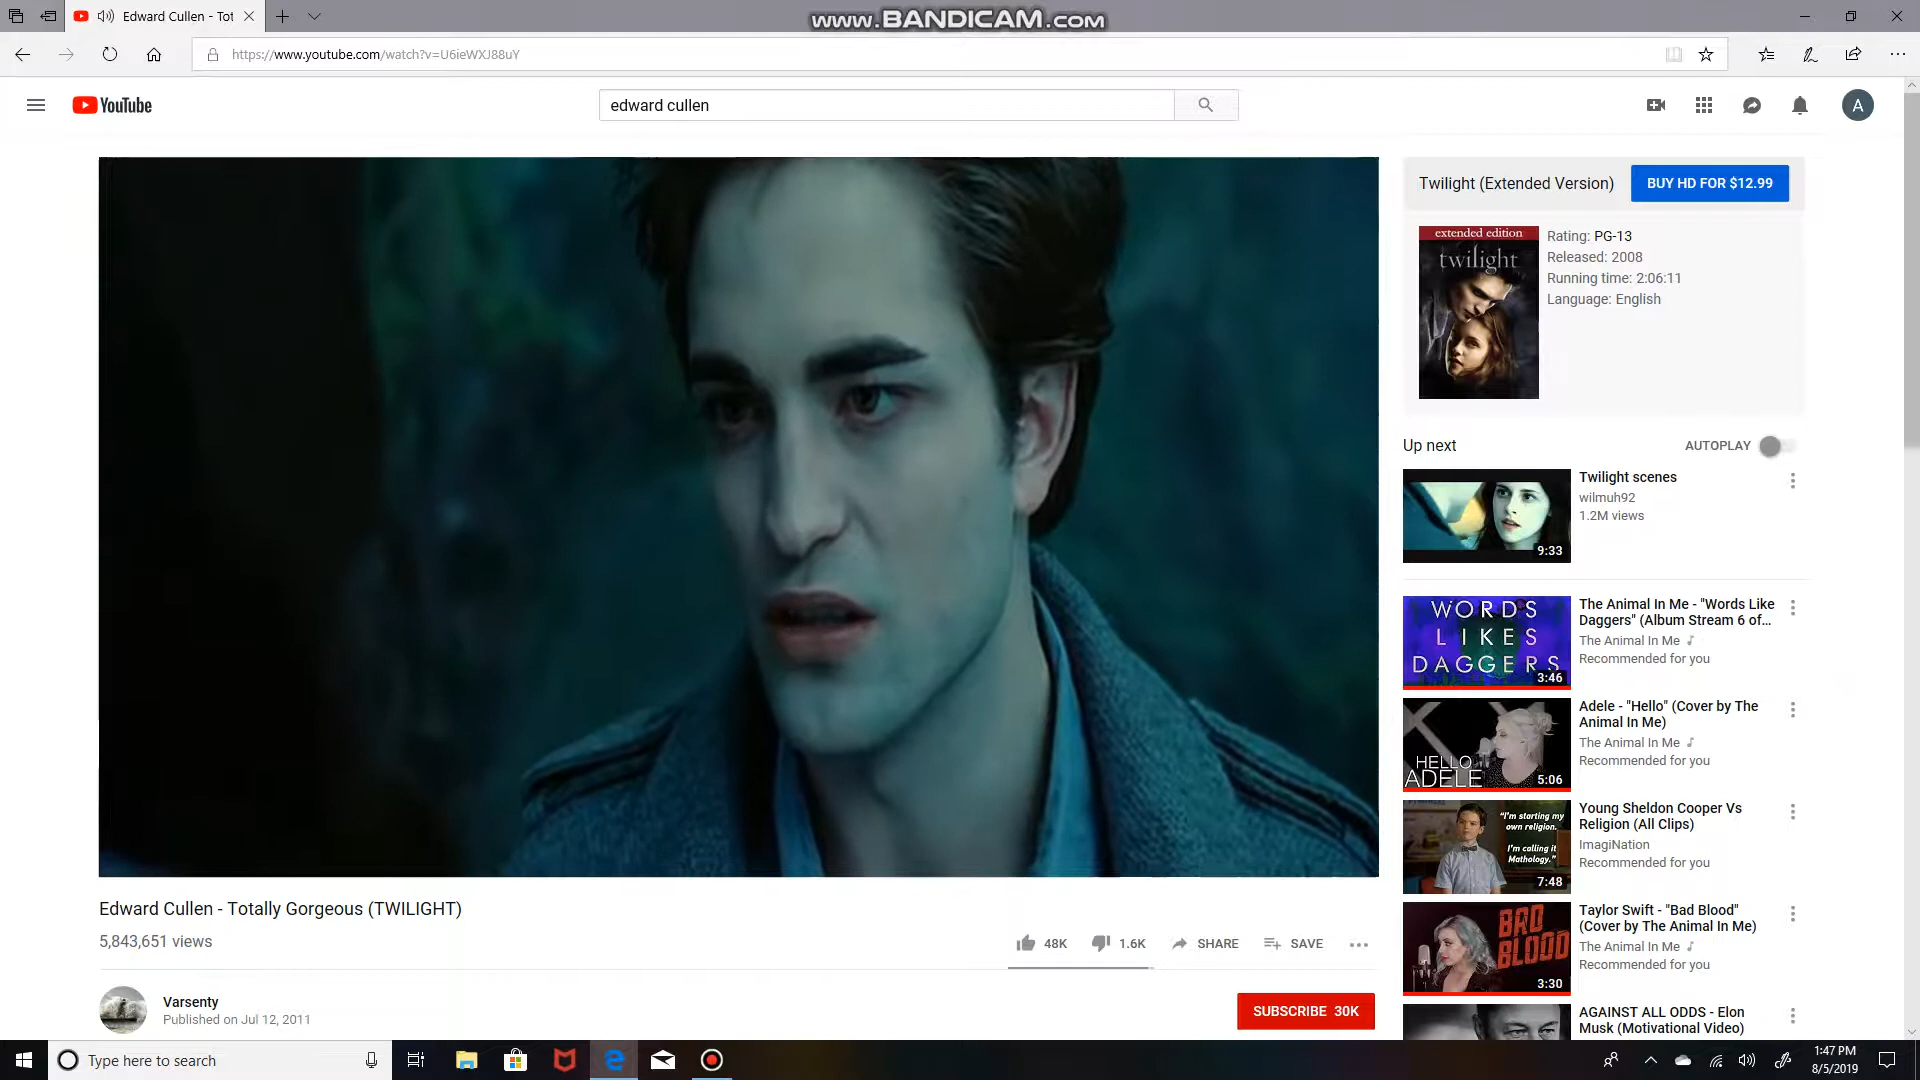 Edward Cullen - Tot
www.BANDICAM.com
https://www.youtube.com/watch?v=U6ieWXJ88uY
YouTube
edward cullen
A
Twilight (Extended Version)
BUY HD FOR $12.99
extended edition
twilight
Rating: PG-13
Released: 2008
Running time: 2:06:11
Language: English
Up next
AUTOPLAY
Twilight scenes
wilmuh92
1.2M views
9:33
WORDS
LIKES
DAGGERS
3:46
The Animal In Me - "Words Like
Daggers" (Album Stream 6 of...
The Animal In Me
Recommended for you
HELLO
ADELE
5:06
Adele - "Hello" (Cover by The
Animal In Me)
The Animal In Me
Recommended for you
"I'm starting my
own religion.
I'm calling it
Mathology."
7:48
Young Sheldon Cooper Vs
Religion (All Clips)
ImagiNation
Recommended for you
BAD
BLOOD
3:30
Taylor Swift - "Bad Blood"
(Cover by The Animal In Me)
The Animal In Me
Recommended for you
AGAINST ALL ODDS - Elon
Musk (Motivational Video)
Edward Cullen - Totally Gorgeous (TWILIGHT)
5,843,651 views
48K
1.6K
SHARE
SAVE
Varsenty
Published on Jul 12, 2011
SUBSCRIBE 30K
Type here to search
1:47 PM
8/5/2019